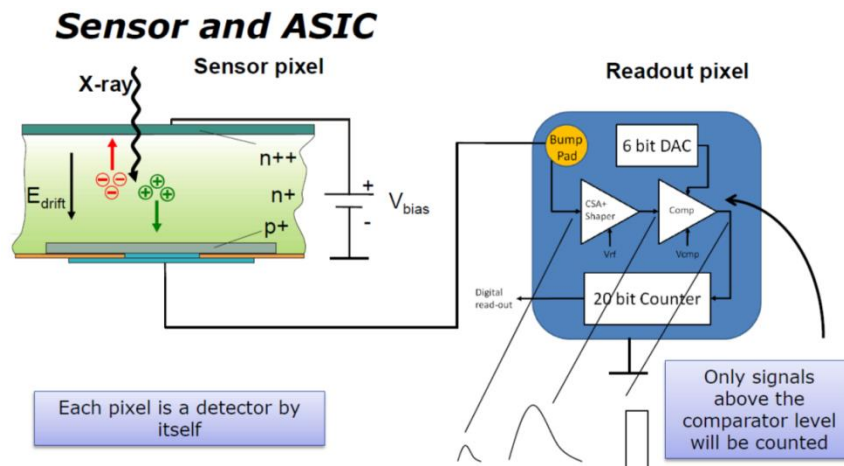 Sensor and ASIC
Sensor pixel
X-ray
n++
E_drift
n+
p+
+
-
V_bias
Readout pixel
Bump
Pad
6 bit DAC
CSA+
Shaper
Comp
Vrf
Vcmp
Digital
read-out
20 bit Counter
Each pixel is a detector by
itself
Only signals
above the
comparator level
will be counted